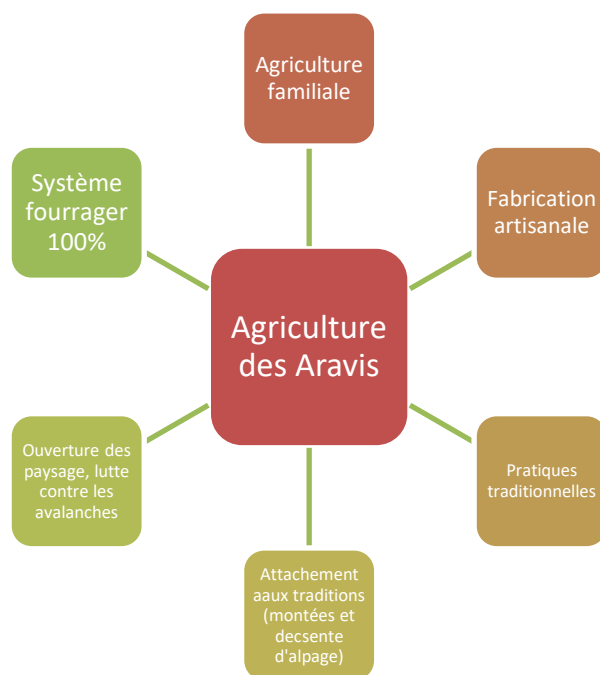 Agriculture
familiale
Système
fourrager
100%
Fabrication
artisanale
Agriculture
des Aravis
Ouverture des
paysage, lutte
contre les
avalanches
Pratiques
traditionnelles
Attachement
aaux traditions
(montées et
decsente
d'alpage)